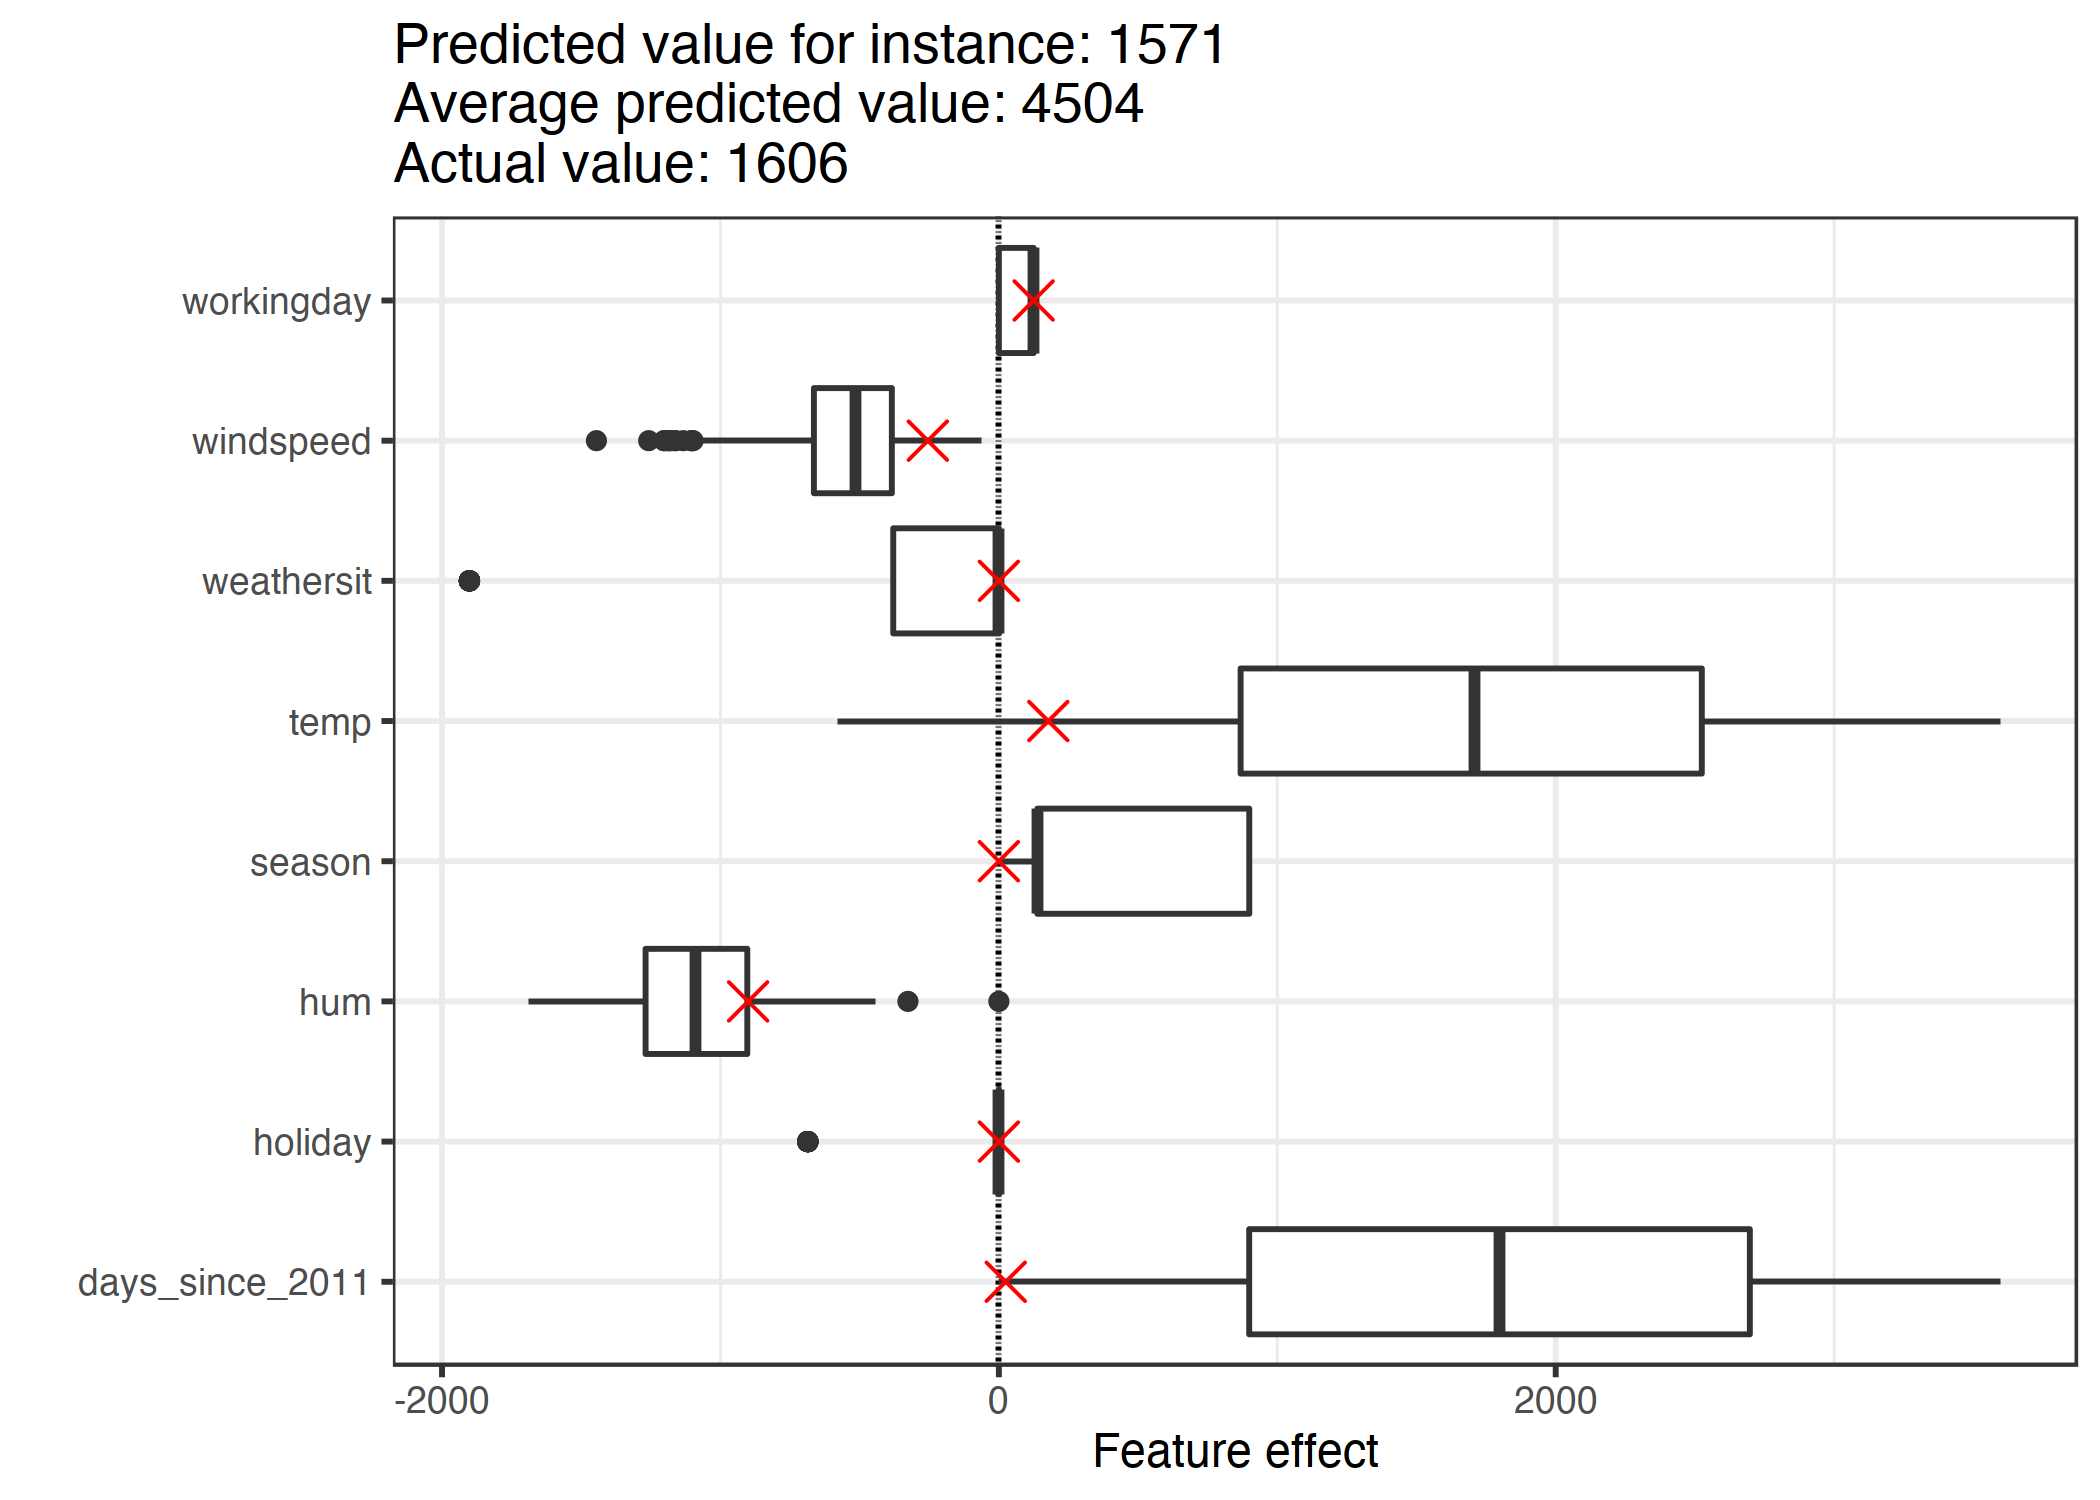 Predicted value for instance: 1571
Average predicted value: 4504
Actual value: 1606
workingday
windspeed
weathersit
temp
season
hum
holiday
days_since_2011
-2000 0 2000
Feature effect